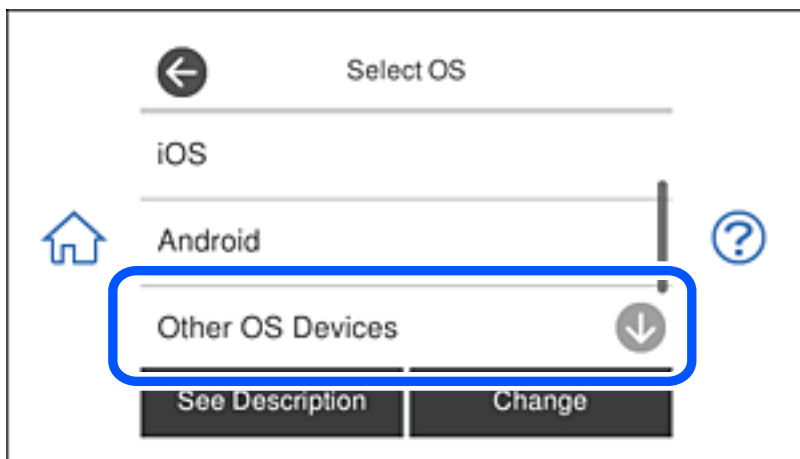 Select OS
iOS
Android
Other OS Devices
See Description
Change